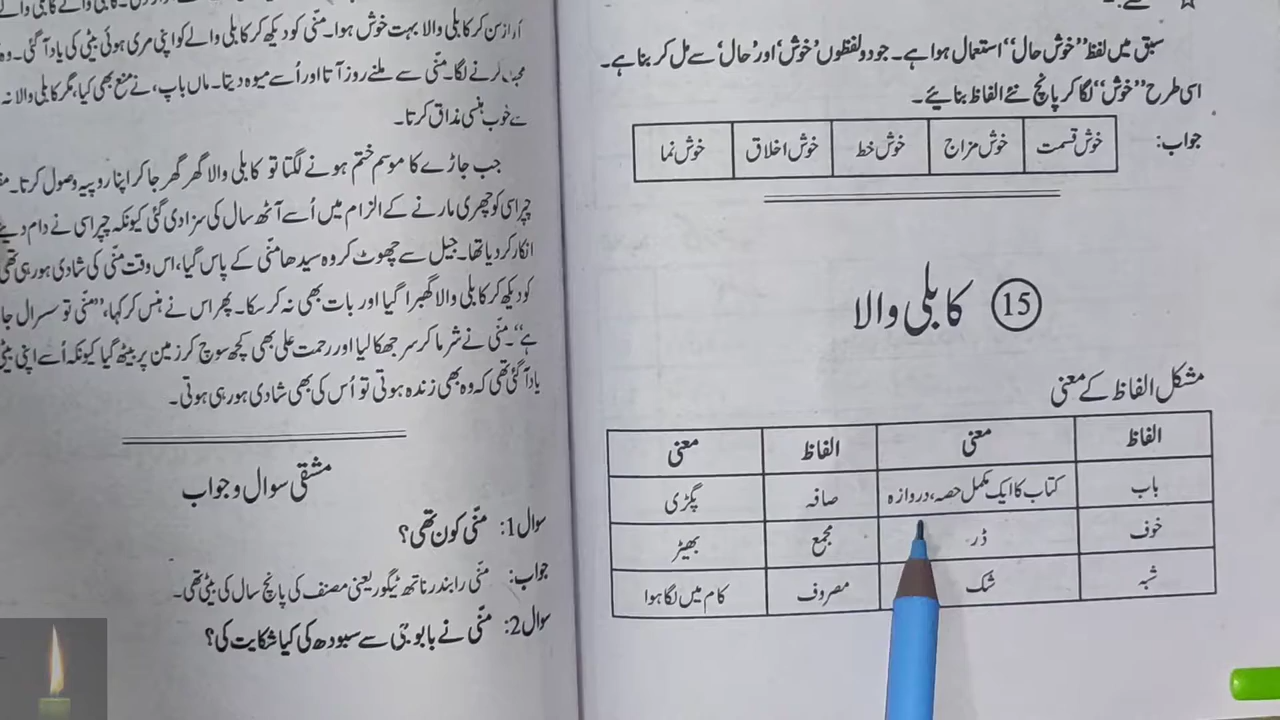 سبق میں لفظ ”خوش حال“ استعمال ہوا ہے۔ جو دو لفظوں ’خوش‘ اور ’حال‘ سے مل کر بنا ہے۔
اسی طرح ”خوش“ لگا کر پانچ نئے الفاظ بنائیے۔
جواب: خوش قسمت خوش مزاج خوش خط خوش اخلاق خوش نما
15 کابلی والا
مشکل الفاظ کے معنی
الفاظ معنی الفاظ معنی
باب کتاب کا ایک مکمل حصہ، دروازہ صافہ پگڑی
خوف ڈر مجمع بھیڑ
شبہ شک مصروف کام میں لگا ہوا
آواز سن کر کابلی والا بہت خوش ہوا۔ منّی کو دیکھ کر کابلی والے کو اپنی مری ہوئی بیٹی کی یاد آ گئی۔ وہ
محبت کرنے لگا۔ منّی سے ملنے روز آتا اور اُسے میوہ دیتا۔ ماں باپ نے منع بھی کیا، مگر کابلی والا نہ
سے خوب ہنسی مذاق کرتا۔
جب جاڑے کا موسم ختم ہونے لگتا تو کابلی والا گھر گھر جا کر اپنا روپیہ وصول کرتا۔
چپراسی کو چھری مارنے کے الزام میں اُسے آٹھ سال کی سزا دی گئی کیونکہ چپراسی نے دام دینے
انکار کر دیا تھا۔ جیل سے چھوٹ کر وہ سیدھا منّی کے پاس گیا، اس وقت منّی کی شادی ہو رہی تھی
کو دیکھ کر کابلی والا گھبرا گیا اور بات بھی نہ کر سکا۔ پھر اس نے ہنس کر کہا، ”منّی تو سسرال جا
ہے“۔ منّی نے شرما کر سر جھکا لیا اور رحمت علی بھی کچھ سوچ کر زمین پر بیٹھ گیا کیونکہ اُسے اپنی بیٹی
یاد آ گئی تھی کہ وہ بھی زندہ ہوتی تو اُس کی بھی شادی ہو رہی ہوتی۔
مشقی سوال و جواب
سوال 1: منّی کون تھی؟
جواب: منّی رابندر ناتھ ٹیگور یعنی مصنف کی پانچ سال کی بیٹی تھی۔
سوال 2: منّی نے بابوجی سے سبودھ کی کیا شکایت کی؟